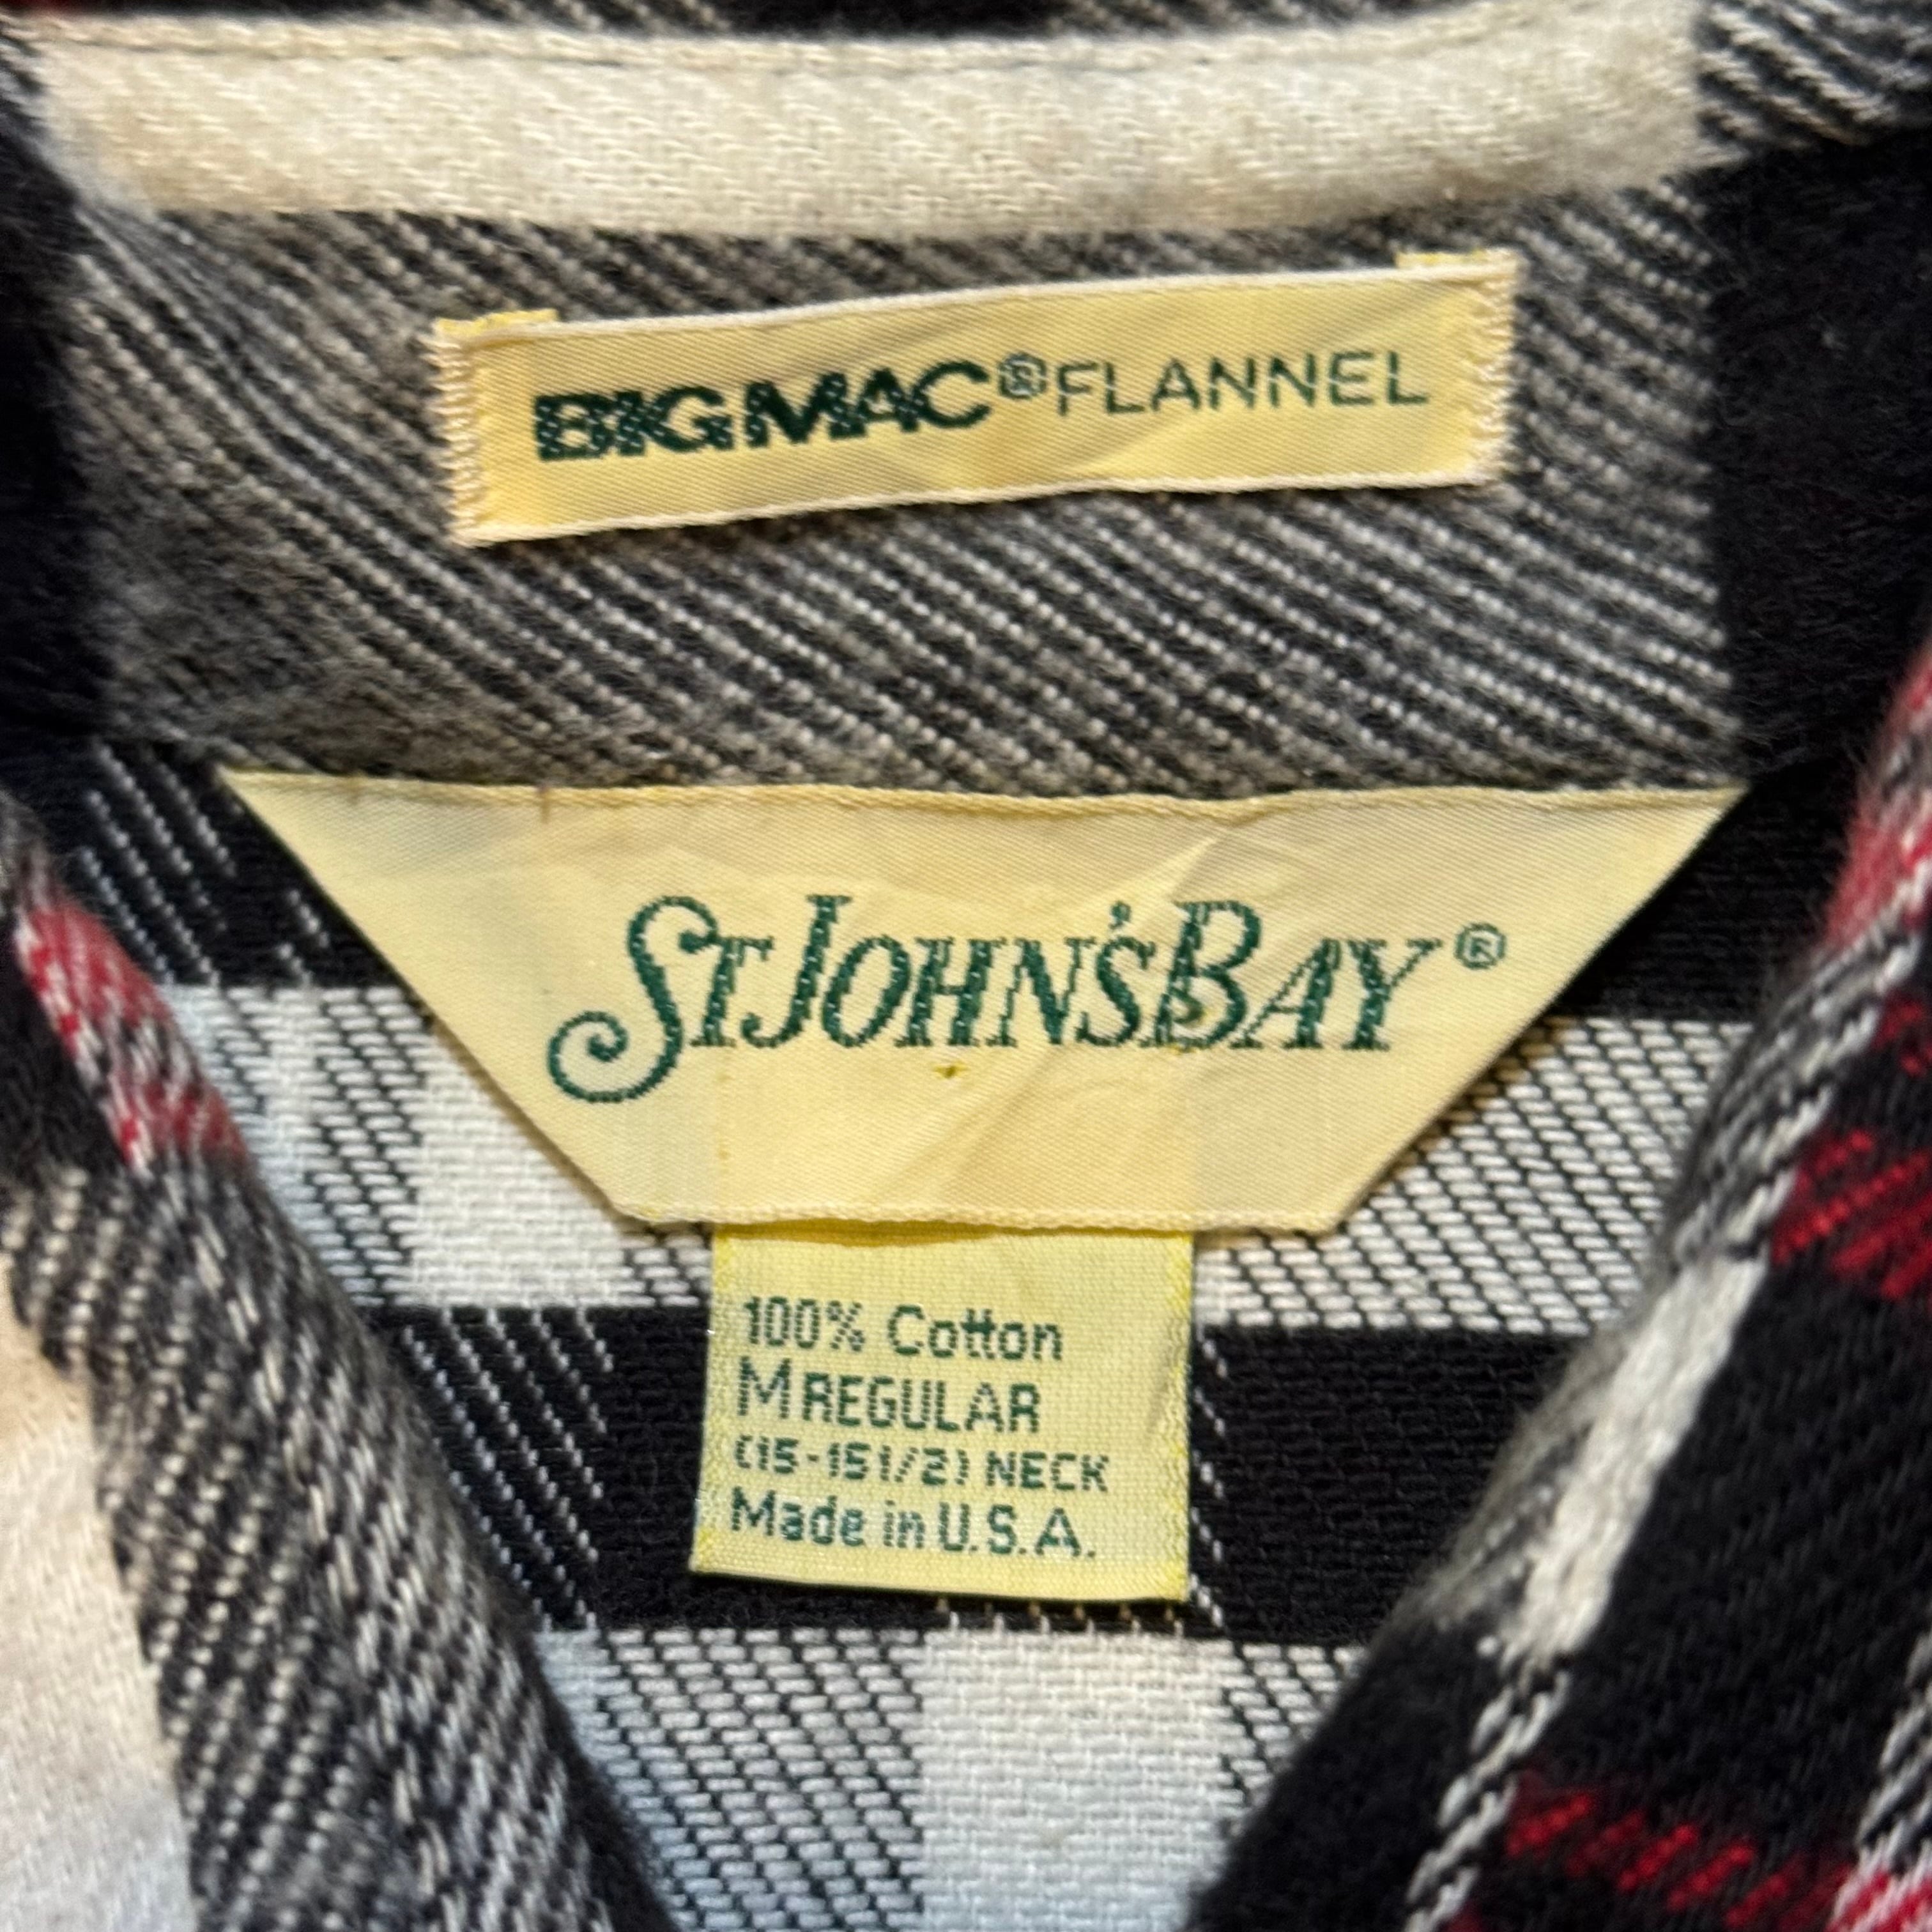 BIG MAC® FLANNEL
ST JOHN'S BAY®
100% Cotton
M REGULAR
(15-15 1/2) NECK
Made in U.S.A.